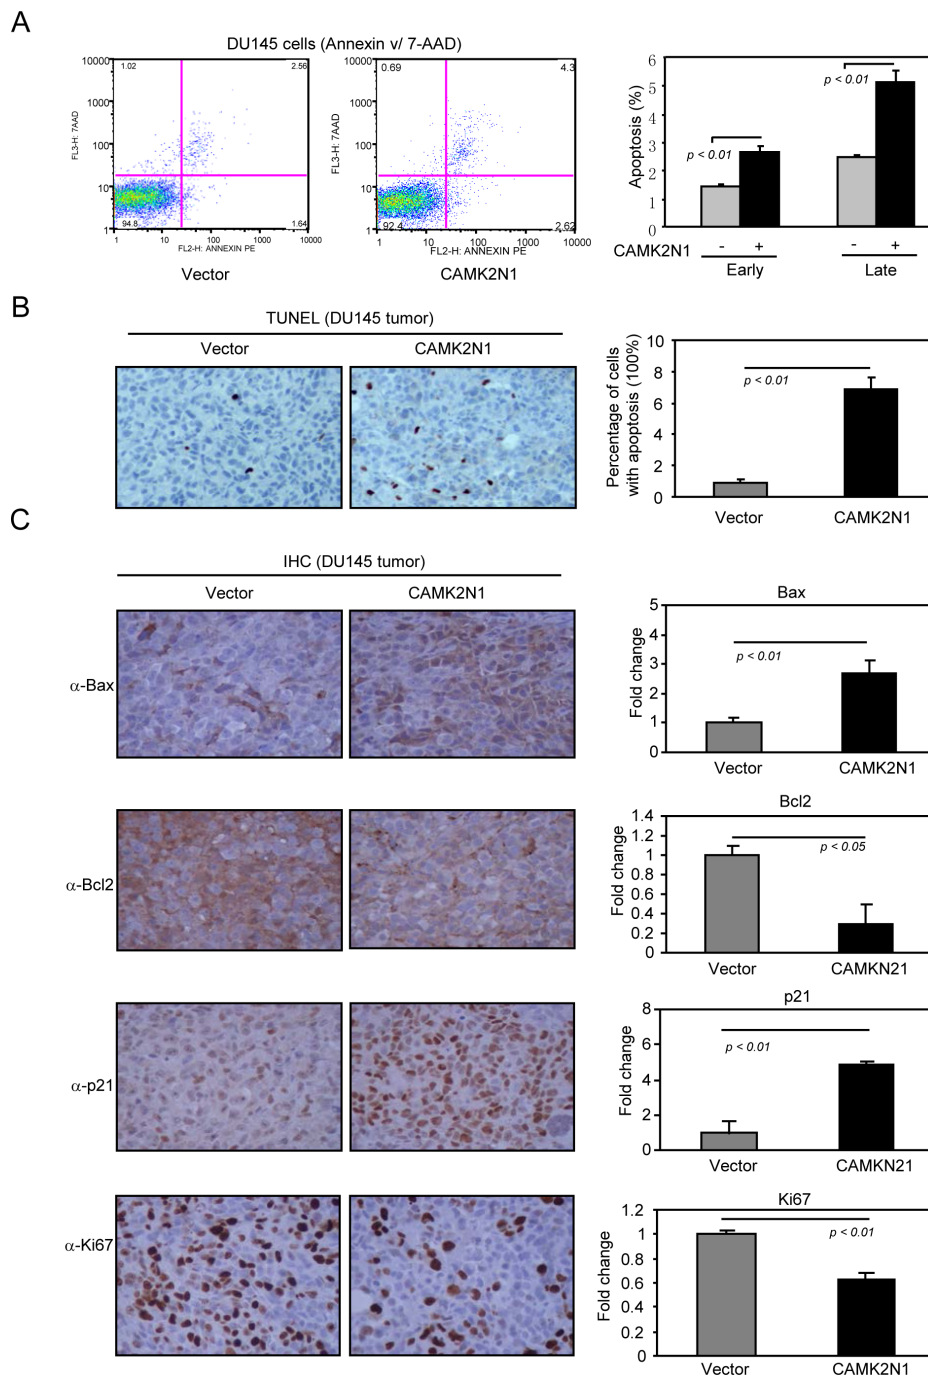 A
DU145 cells (Annexin v/ 7-AAD)
10000
1000
100
10
1
FL3-H: 7AAD
1.02
2.56
94.8
1.64
1 10 100 1000 10000
FL2-H: ANNEXIN PE
Vector
10000
1000
100
10
1
FL3-H: 7AAD
0.69
4.3
92.4
2.62
1 10 100 1000 10000
FL2-H: ANNEXIN PE
CAMK2N1
Apoptosis (%)
6
5
4
3
2
1
0
p < 0.01
p < 0.01
CAMK2N1 - + - +
Early Late
B
TUNEL (DU145 tumor)
Vector CAMK2N1
Percentage of cells
with apoptosis (100%)
10
8
6
4
2
0
p < 0.01
Vector CAMK2N1
C
IHC (DU145 tumor)
Vector CAMK2N1
α-Bax
Bax
Fold change
5
4
3
2
1
0
p < 0.01
Vector CAMK2N1
α-Bcl2
Bcl2
Fold change
1.4
1.2
1
0.8
0.6
0.4
0.2
0
p < 0.05
Vector CAMKN21
α-p21
p21
Fold change
8
6
4
2
0
p < 0.01
Vector CAMKN21
α-Ki67
Ki67
Fold change
1.2
1
0.8
0.6
0.4
0.2
0
p < 0.01
Vector CAMK2N1